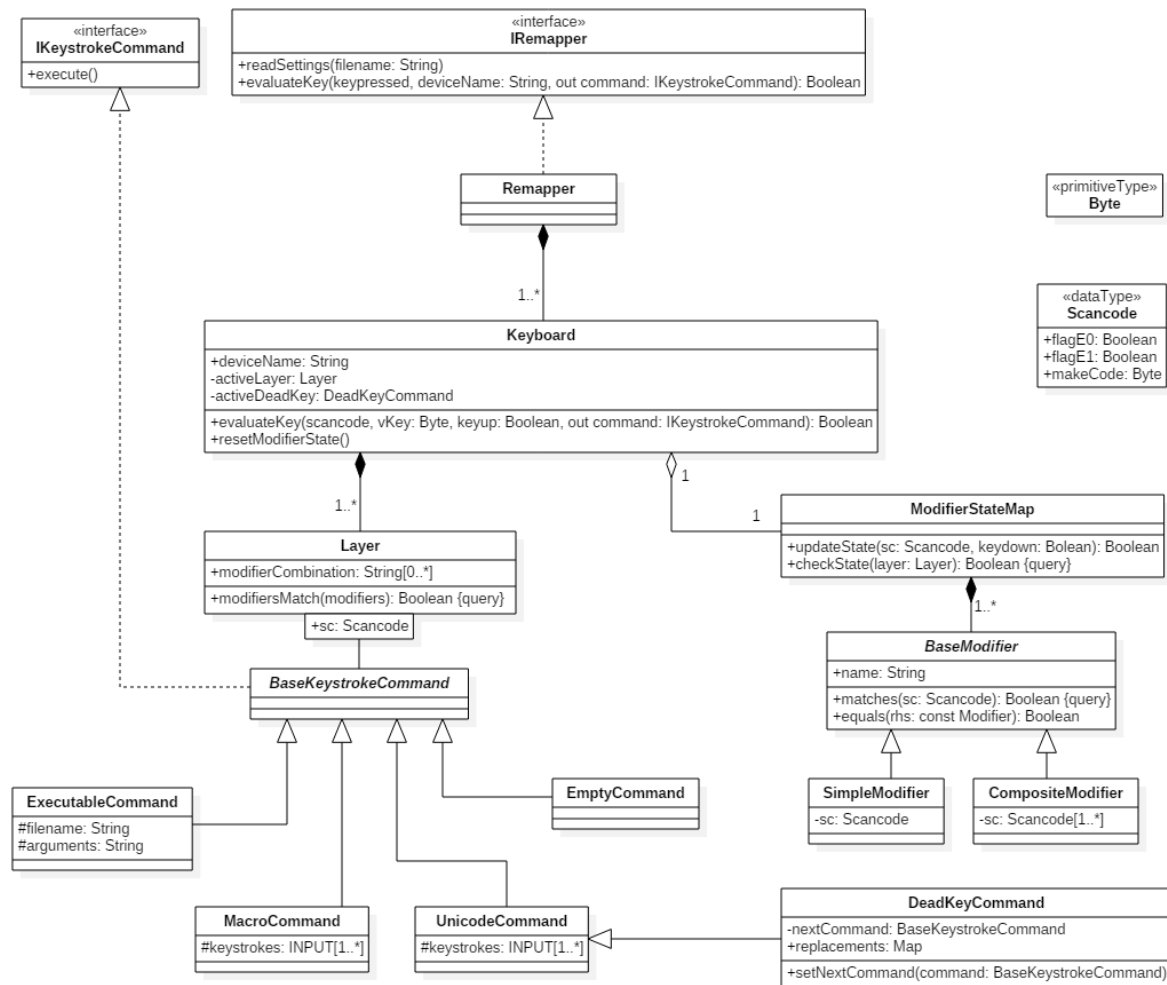 «interface»
IKeystrokeCommand
+execute()
«interface»
IRemapper
+readSettings(filename: String)
+evaluateKey(keypressed, deviceName: String, out command: IKeystrokeCommand): Boolean
Remapper
«primitiveType»
Byte
1..*
«dataType»
Scancode
+flagE0: Boolean
+flagE1: Boolean
+makeCode: Byte
Keyboard
+deviceName: String
-activeLayer: Layer
-activeDeadKey: DeadKeyCommand
+evaluateKey(scancode, vKey: Byte, keyup: Boolean, out command: IKeystrokeCommand): Boolean
+resetModifierState()
1
1..*
1
ModifierStateMap
+updateState(sc: Scancode, keydown: Bolean): Boolean
+checkState(layer: Layer): Boolean {query}
Layer
+modifierCombination: String[0..*]
+modifiersMatch(modifiers): Boolean {query}
+sc: Scancode
1..*
BaseModifier
+name: String
+matches(sc: Scancode): Boolean {query}
+equals(rhs: const Modifier): Boolean
BaseKeystrokeCommand
ExecutableCommand
#filename: String
#arguments: String
EmptyCommand
SimpleModifier
-sc: Scancode
CompositeModifier
-sc: Scancode[1..*]
MacroCommand
#keystrokes: INPUT[1..*]
UnicodeCommand
#keystrokes: INPUT[1..*]
DeadKeyCommand
-nextCommand: BaseKeystrokeCommand
+replacements: Map
+setNextCommand(command: BaseKeystrokeCommand)